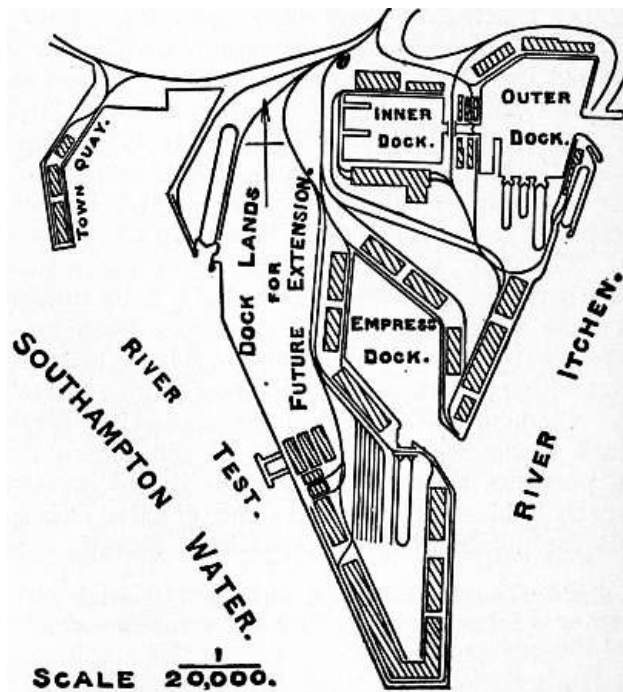 OUTER
DOCK.
INNER
DOCK.
TOWN QUAY.
DOCK LANDS
FOR
FUTURE EXTENSION.
EMPRESS
DOCK.
RIVER ITCHEN.
RIVER TEST.
SOUTHAMPTON WATER.
SCALE 1
20,000.